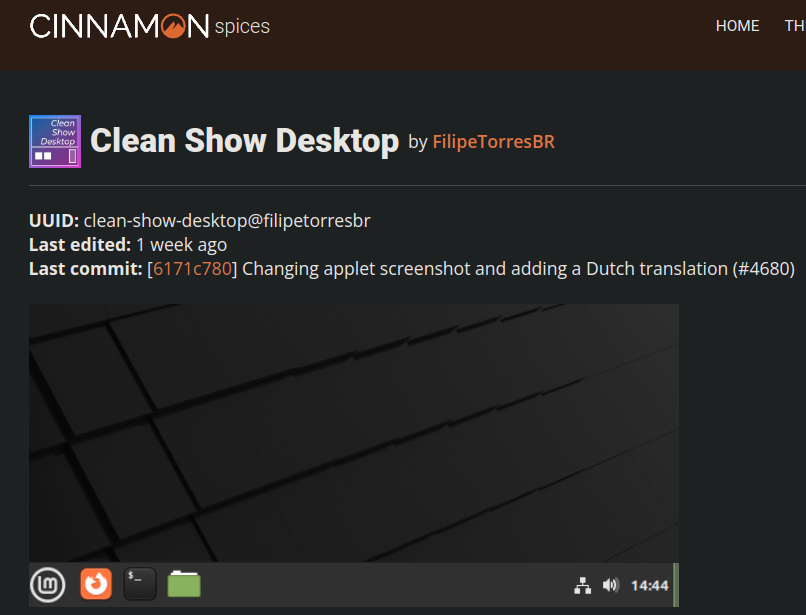 CINNAMON spices
HOME
TH
Clean
Show
Desktop
Clean Show Desktop by FilipeTorresBR
UUID: clean-show-desktop@filipetorresbr
Last edited: 1 week ago
Last commit: [6171c780] Changing applet screenshot and adding a Dutch translation (#4680)
$_
14:44